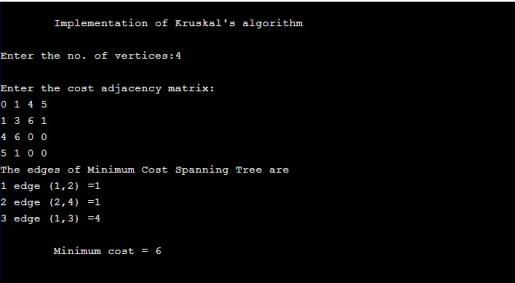 Implementation of Kruskal's algorithm
Enter the no. of vertices:4
Enter the cost adjacency matrix:
0 1 4 5
1 3 6 1
4 6 0 0
5 1 0 0
The edges of Minimum Cost Spanning Tree are
1 edge (1,2) =1
2 edge (2,4) =1
3 edge (1,3) =4
Minimum cost = 6